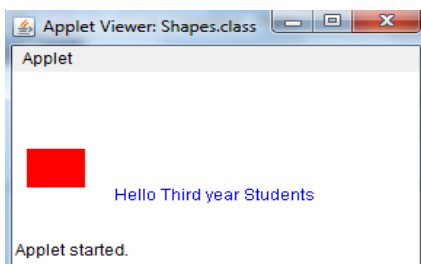 Applet Viewer: Shapes.class
Applet
Hello Third year Students
Applet started.